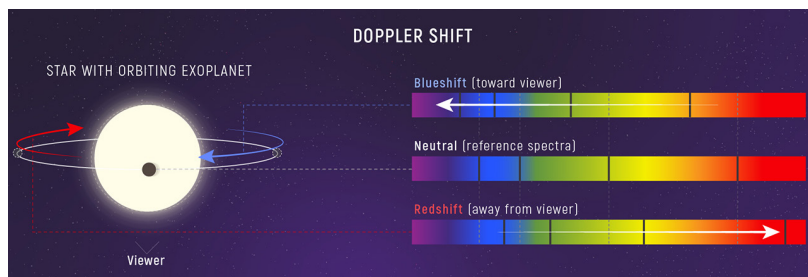 DOPPLER SHIFT
STAR WITH ORBITING EXOPLANET
Blueshift (toward viewer)
Neutral (reference spectra)
Redshift (away from viewer)
Viewer